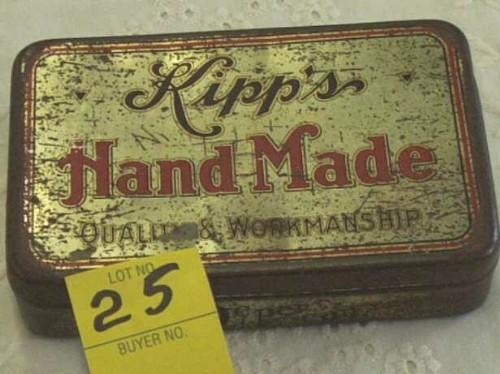 Kipp's
Hand Made
QUALITY & WORKMANSHIP
LOT NO.
25
BUYER NO.